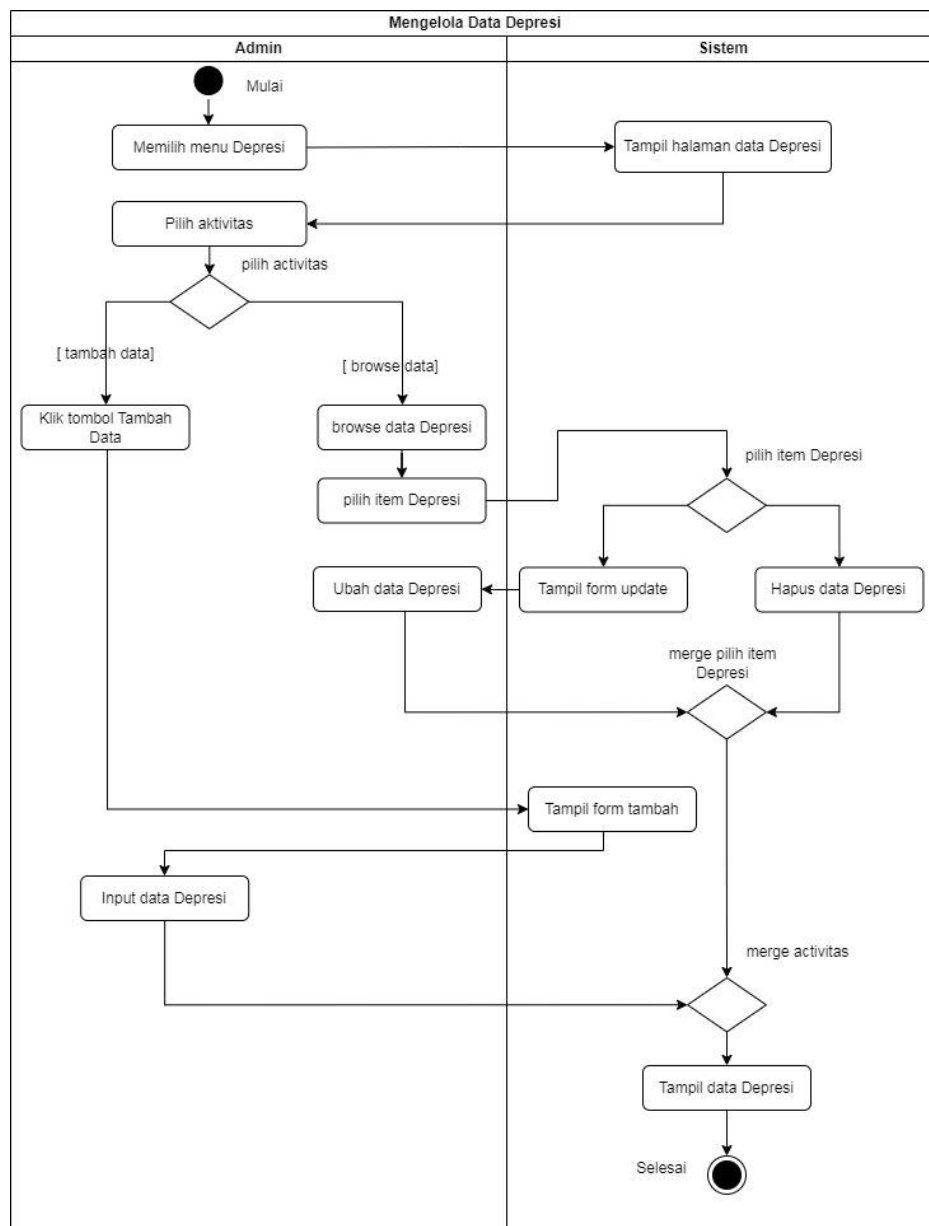 Mengelola Data Depresi
Admin
Sistem
Mulai
Memilih menu Depresi
Tampil halaman data Depresi
Pilih aktivitas
pilih activitas
[ tambah data]
[ browse data]
Klik tombol Tambah
Data
browse data Depresi
pilih item Depresi
pilih item Depresi
Ubah data Depresi
Tampil form update
Hapus data Depresi
merge pilih item
Depresi
Tampil form tambah
Input data Depresi
merge activitas
Tampil data Depresi
Selesai